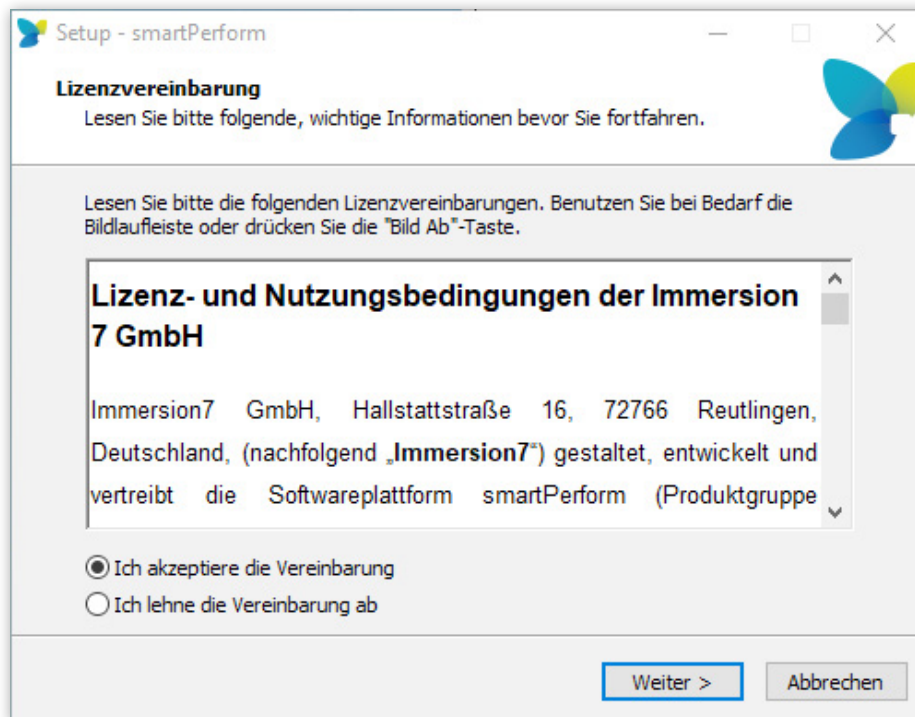 Setup - smartPerform
Lizenzvereinbarung
Lesen Sie bitte folgende, wichtige Informationen bevor Sie fortfahren.
Lesen Sie bitte die folgenden Lizenzvereinbarungen. Benutzen Sie bei Bedarf die
Bildlaufleiste oder drücken Sie die "Bild Ab"-Taste.
Lizenz- und Nutzungsbedingungen der Immersion
7 GmbH
Immersion7 GmbH, Hallstattstraße 16, 72766 Reutlingen,
Deutschland, (nachfolgend „Immersion7“) gestaltet, entwickelt und
vertreibt die Softwareplattform smartPerform (Produktgruppe
Ich akzeptiere die Vereinbarung
Ich lehne die Vereinbarung ab
Weiter >
Abbrechen